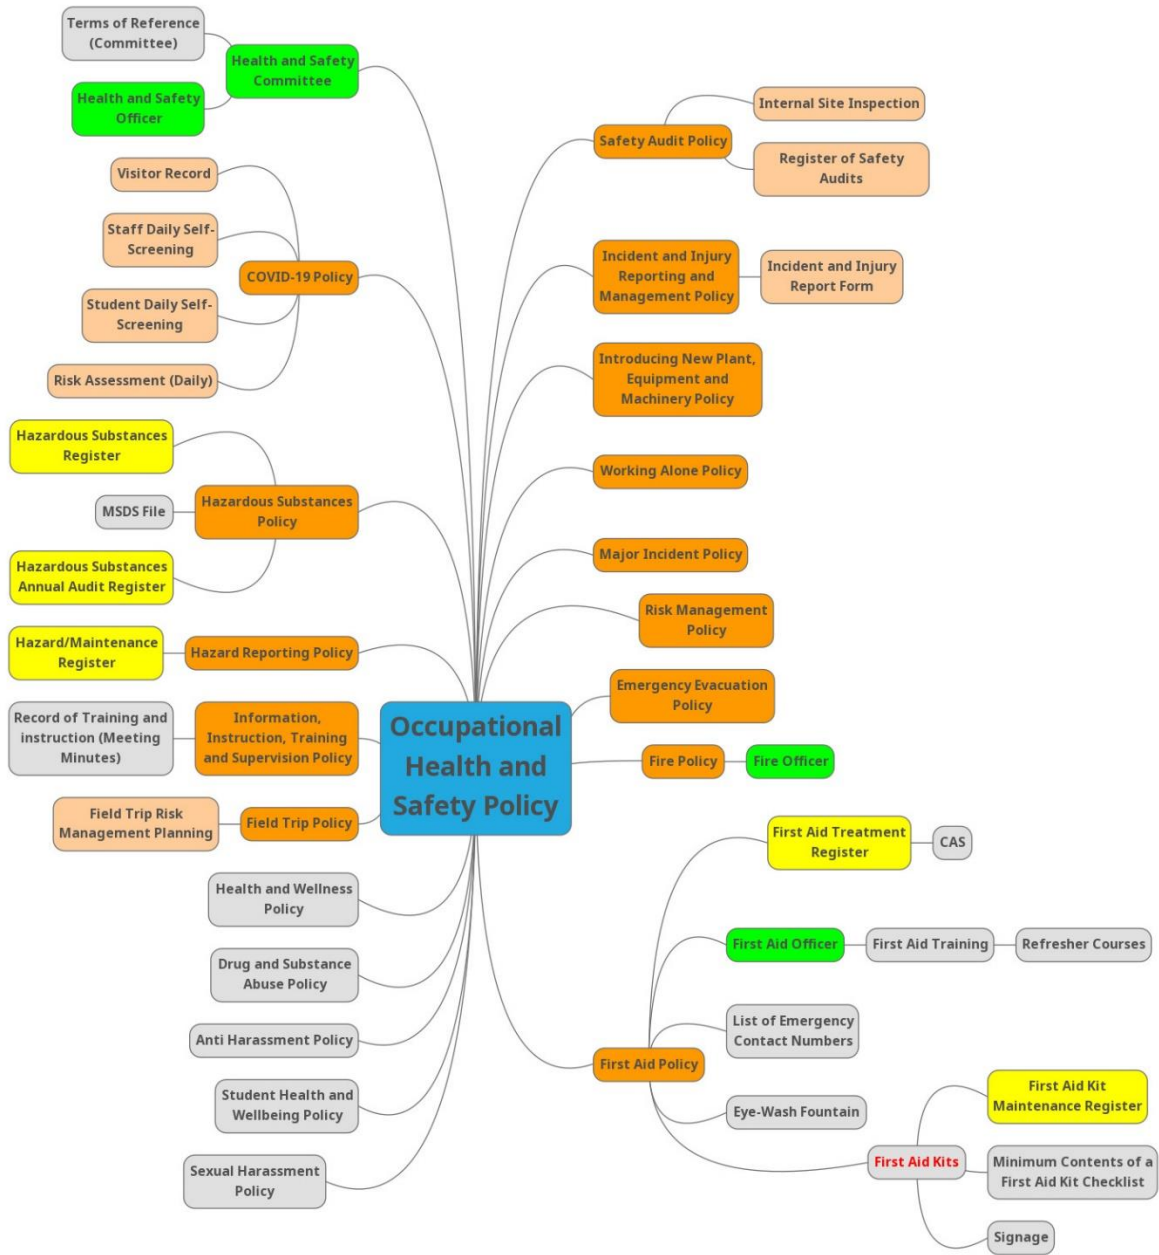 Terms of Reference
(Committee)
Health and Safety
Committee
Health and Safety
Officer
Visitor Record
Staff Daily Self-
Screening
COVID-19 Policy
Student Daily Self-
Screening
Risk Assessment (Daily)
Hazardous Substances
Register
MSDS File
Hazardous Substances
Policy
Hazardous Substances
Annual Audit Register
Hazard/Maintenance
Register
Hazard Reporting Policy
Record of Training and
instruction (Meeting
Minutes)
Information,
Instruction, Training
and Supervision Policy
Field Trip Risk
Management Planning
Field Trip Policy
Health and Wellness
Policy
Drug and Substance
Abuse Policy
Anti Harassment Policy
Student Health and
Wellbeing Policy
Sexual Harassment
Policy
Occupational
Health and
Safety Policy
Safety Audit Policy
Internal Site Inspection
Register of Safety
Audits
Incident and Injury
Reporting and
Management Policy
Incident and Injury
Report Form
Introducing New Plant,
Equipment and
Machinery Policy
Working Alone Policy
Major Incident Policy
Risk Management
Policy
Emergency Evacuation
Policy
Fire Policy
Fire Officer
First Aid Policy
First Aid Treatment
Register
CAS
First Aid Officer
First Aid Training
Refresher Courses
List of Emergency
Contact Numbers
Eye-Wash Fountain
First Aid Kits
First Aid Kit
Maintenance Register
Minimum Contents of a
First Aid Kit Checklist
Signage